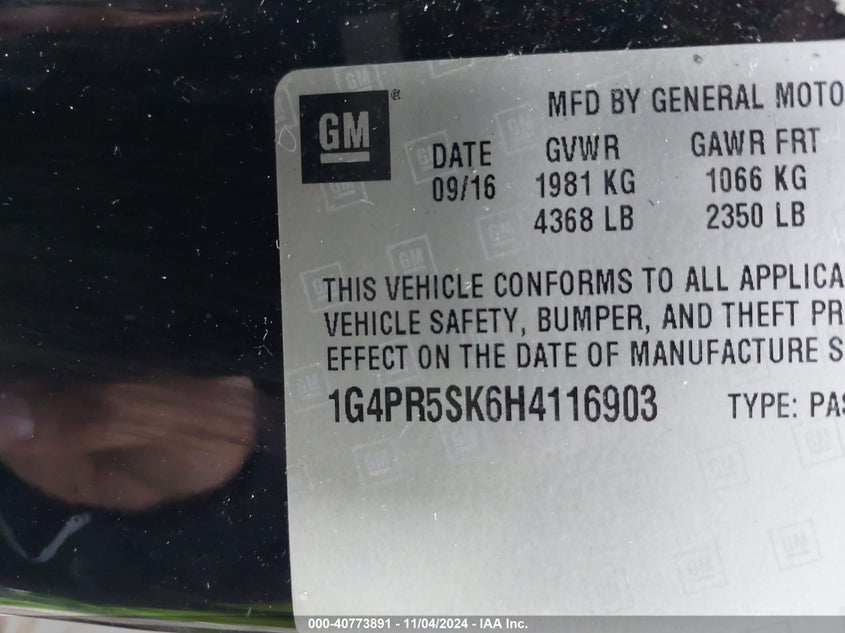 GM ®
MFD BY GENERAL MOTO
DATE GVWR GAWR FRT
09/16 1981 KG 1066 KG
4368 LB 2350 LB
THIS VEHICLE CONFORMS TO ALL APPLICA
VEHICLE SAFETY, BUMPER, AND THEFT PR
EFFECT ON THE DATE OF MANUFACTURE S
1G4PR5SK6H4116903 TYPE: PAS
000-40773891 - 11/04/2024 - IAA Inc.